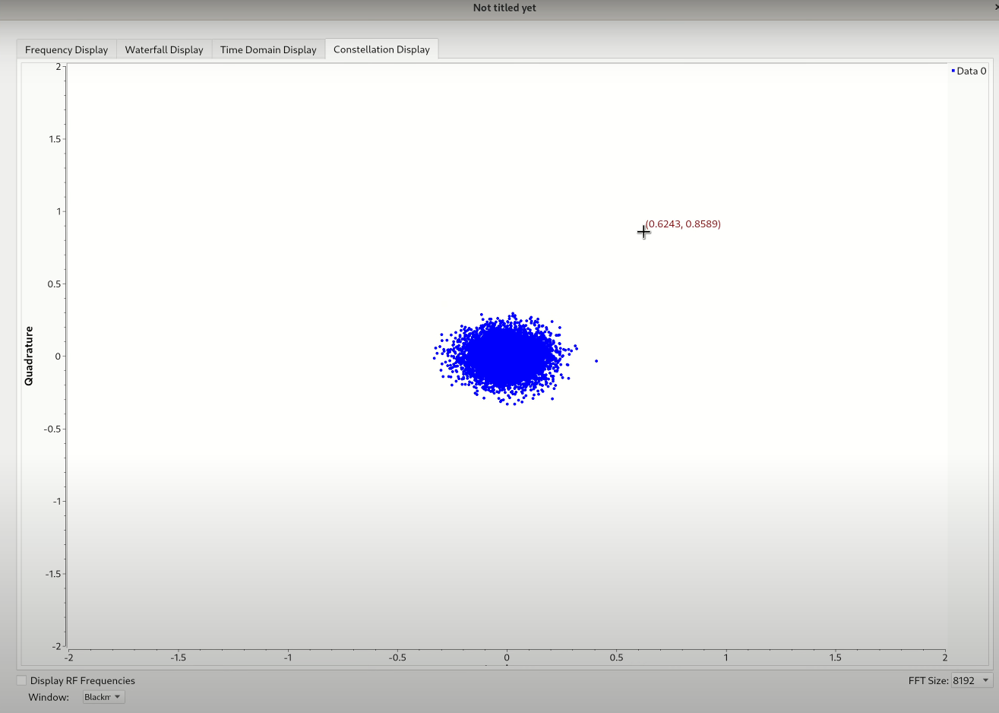 Not titled yet
Frequency Display Waterfall Display Time Domain Display Constellation Display
Data 0
(0.6243, 0.8589)
Quadrature
2
1.5
1
0.5
0
-0.5
-1
-1.5
-2
-2 -1.5 -1 -0.5 0 0.5 1 1.5 2
Display RF Frequencies
FFT Size: 8192
Window: Blackm